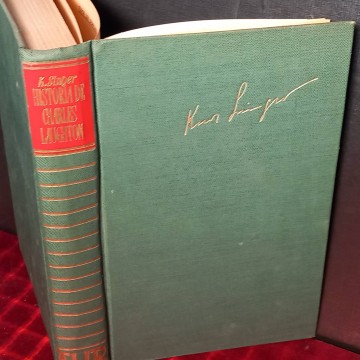 K. Singer
HISTORIA DE
CHARLES
LAUGHTON
Kurt Singer